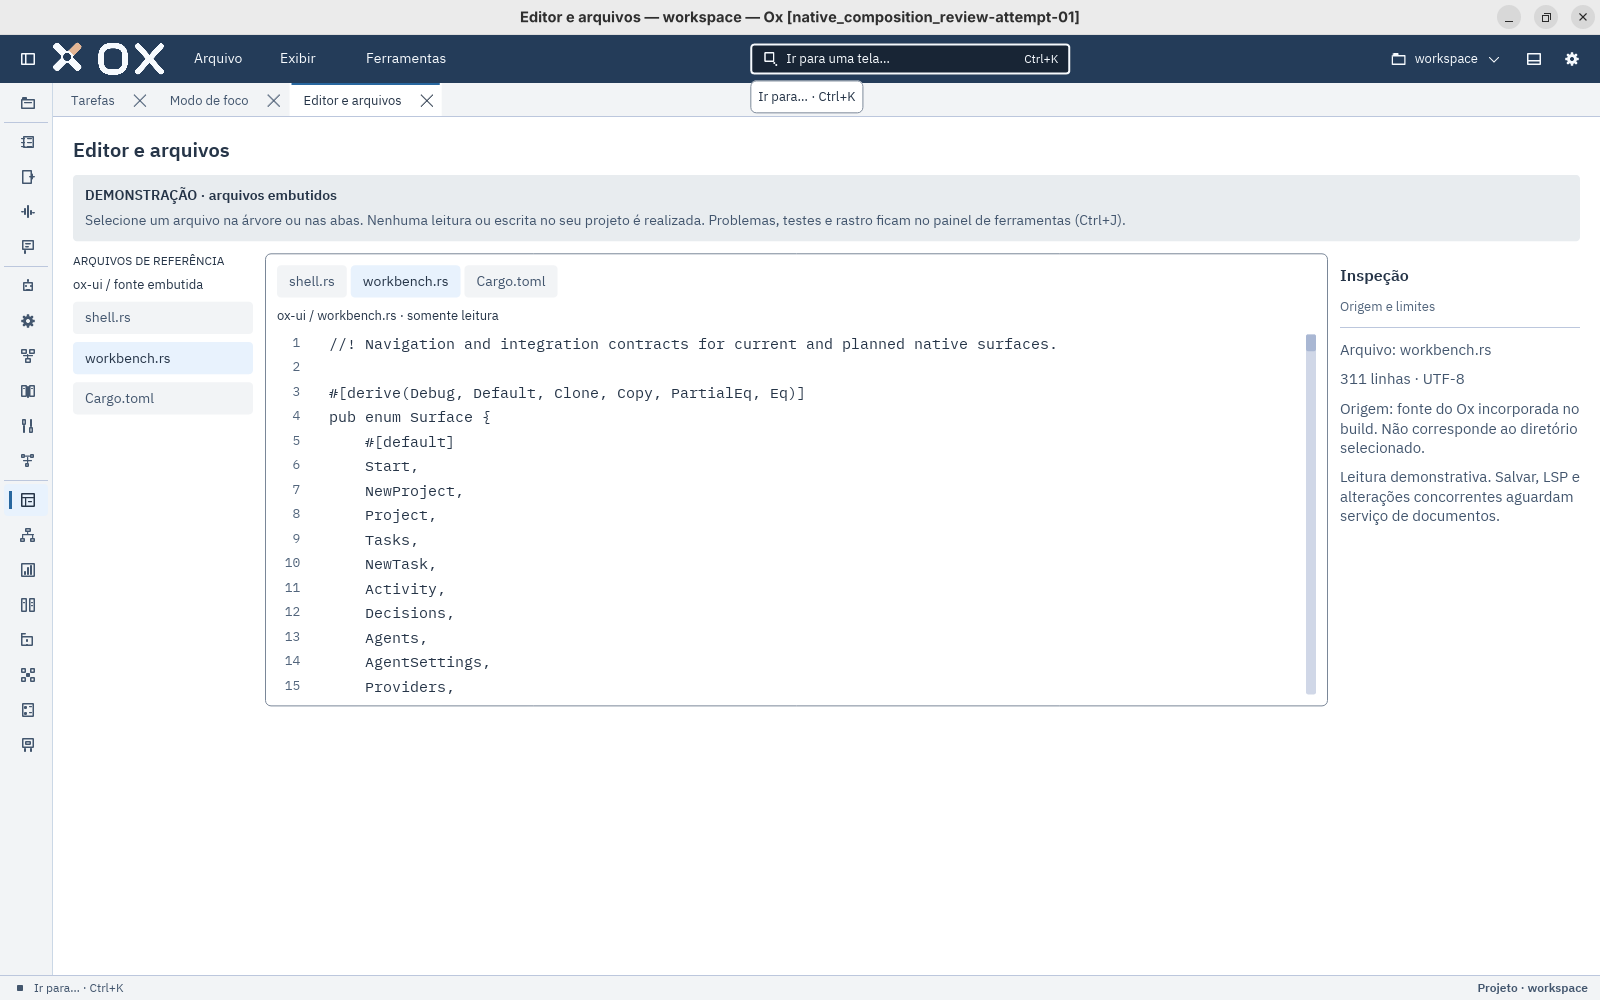 Editor e arquivos — workspace — Ox [native_composition_review-attempt-01]
OX
Arquivo
Exibir
Ferramentas
Ir para uma tela... Ctrl+K
workspace
Tarefas
Modo de foco
Editor e arquivos
Ir para... · Ctrl+K
Editor e arquivos
DEMONSTRAÇÃO · arquivos embutidos
Selecione um arquivo na árvore ou nas abas. Nenhuma leitura ou escrita no seu projeto é realizada. Problemas, testes e rastro ficam no painel de ferramentas (Ctrl+J).
ARQUIVOS DE REFERÊNCIA
ox-ui / fonte embutida
shell.rs
workbench.rs
Cargo.toml
shell.rs
workbench.rs
Cargo.toml
ox-ui / workbench.rs · somente leitura
1 //! Navigation and integration contracts for current and planned native surfaces.
2
3 #[derive(Debug, Default, Clone, Copy, PartialEq, Eq)]
4 pub enum Surface {
5 #[default]
6 Start,
7 NewProject,
8 Project,
9 Tasks,
10 NewTask,
11 Activity,
12 Decisions,
13 Agents,
14 AgentSettings,
15 Providers,
Inspeção
Origem e limites
Arquivo: workbench.rs
311 linhas · UTF-8
Origem: fonte do Ox incorporada no
build. Não corresponde ao diretório
selecionado.
Leitura demonstrativa. Salvar, LSP e
alterações concorrentes aguardam
serviço de documentos.
Ir para... · Ctrl+K
Projeto · workspace